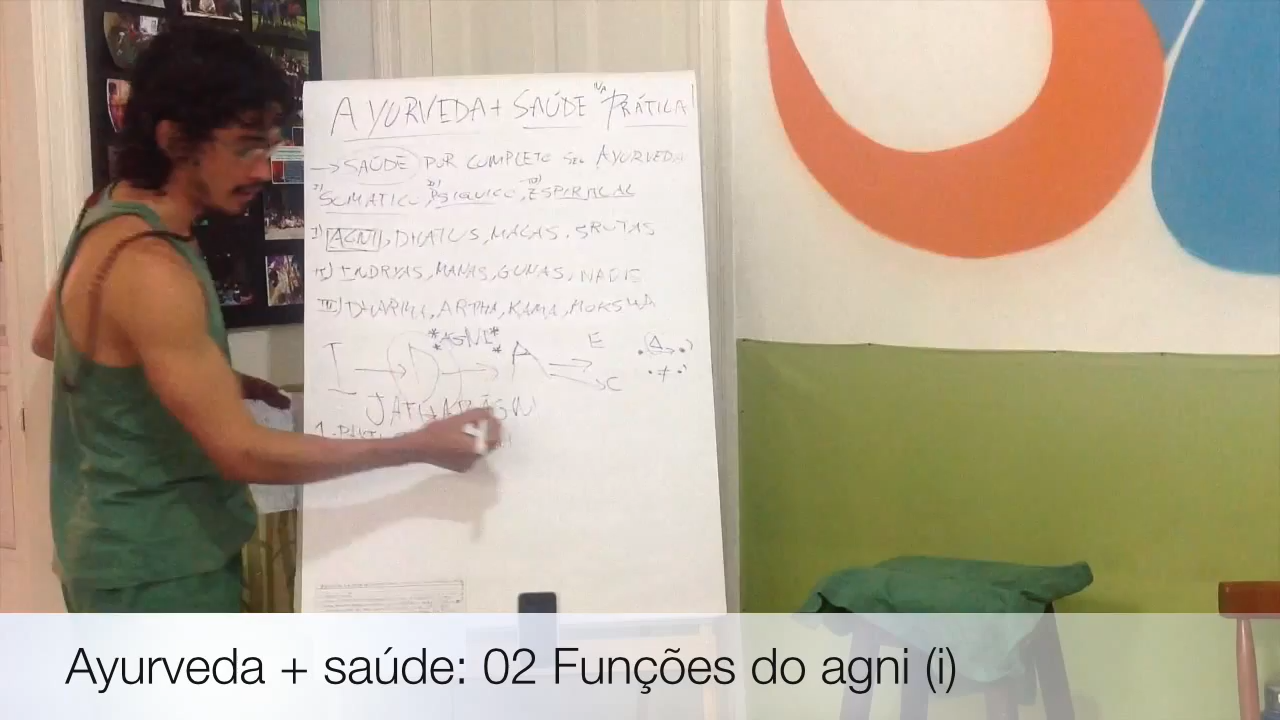 AYURVEDA + SAÚDE NA PRÁTICA!
→ SAÚDE POR COMPLETO SEG AYURVEDA
I) SOMATICO, II) PSIQUICO, III) ESPIRITUAL
I) AGNI, DHATUS, MALAS, SROTAS
II) INDRYAS, MANAS, GUNAS, NADIS
III) DHARMA, ARTHA, KAMA, MOKSHA
*AGNI*
I → D → A E
C
JATHARAGNI
1.
Ayurveda + saúde: 02 Funções do agni (i)